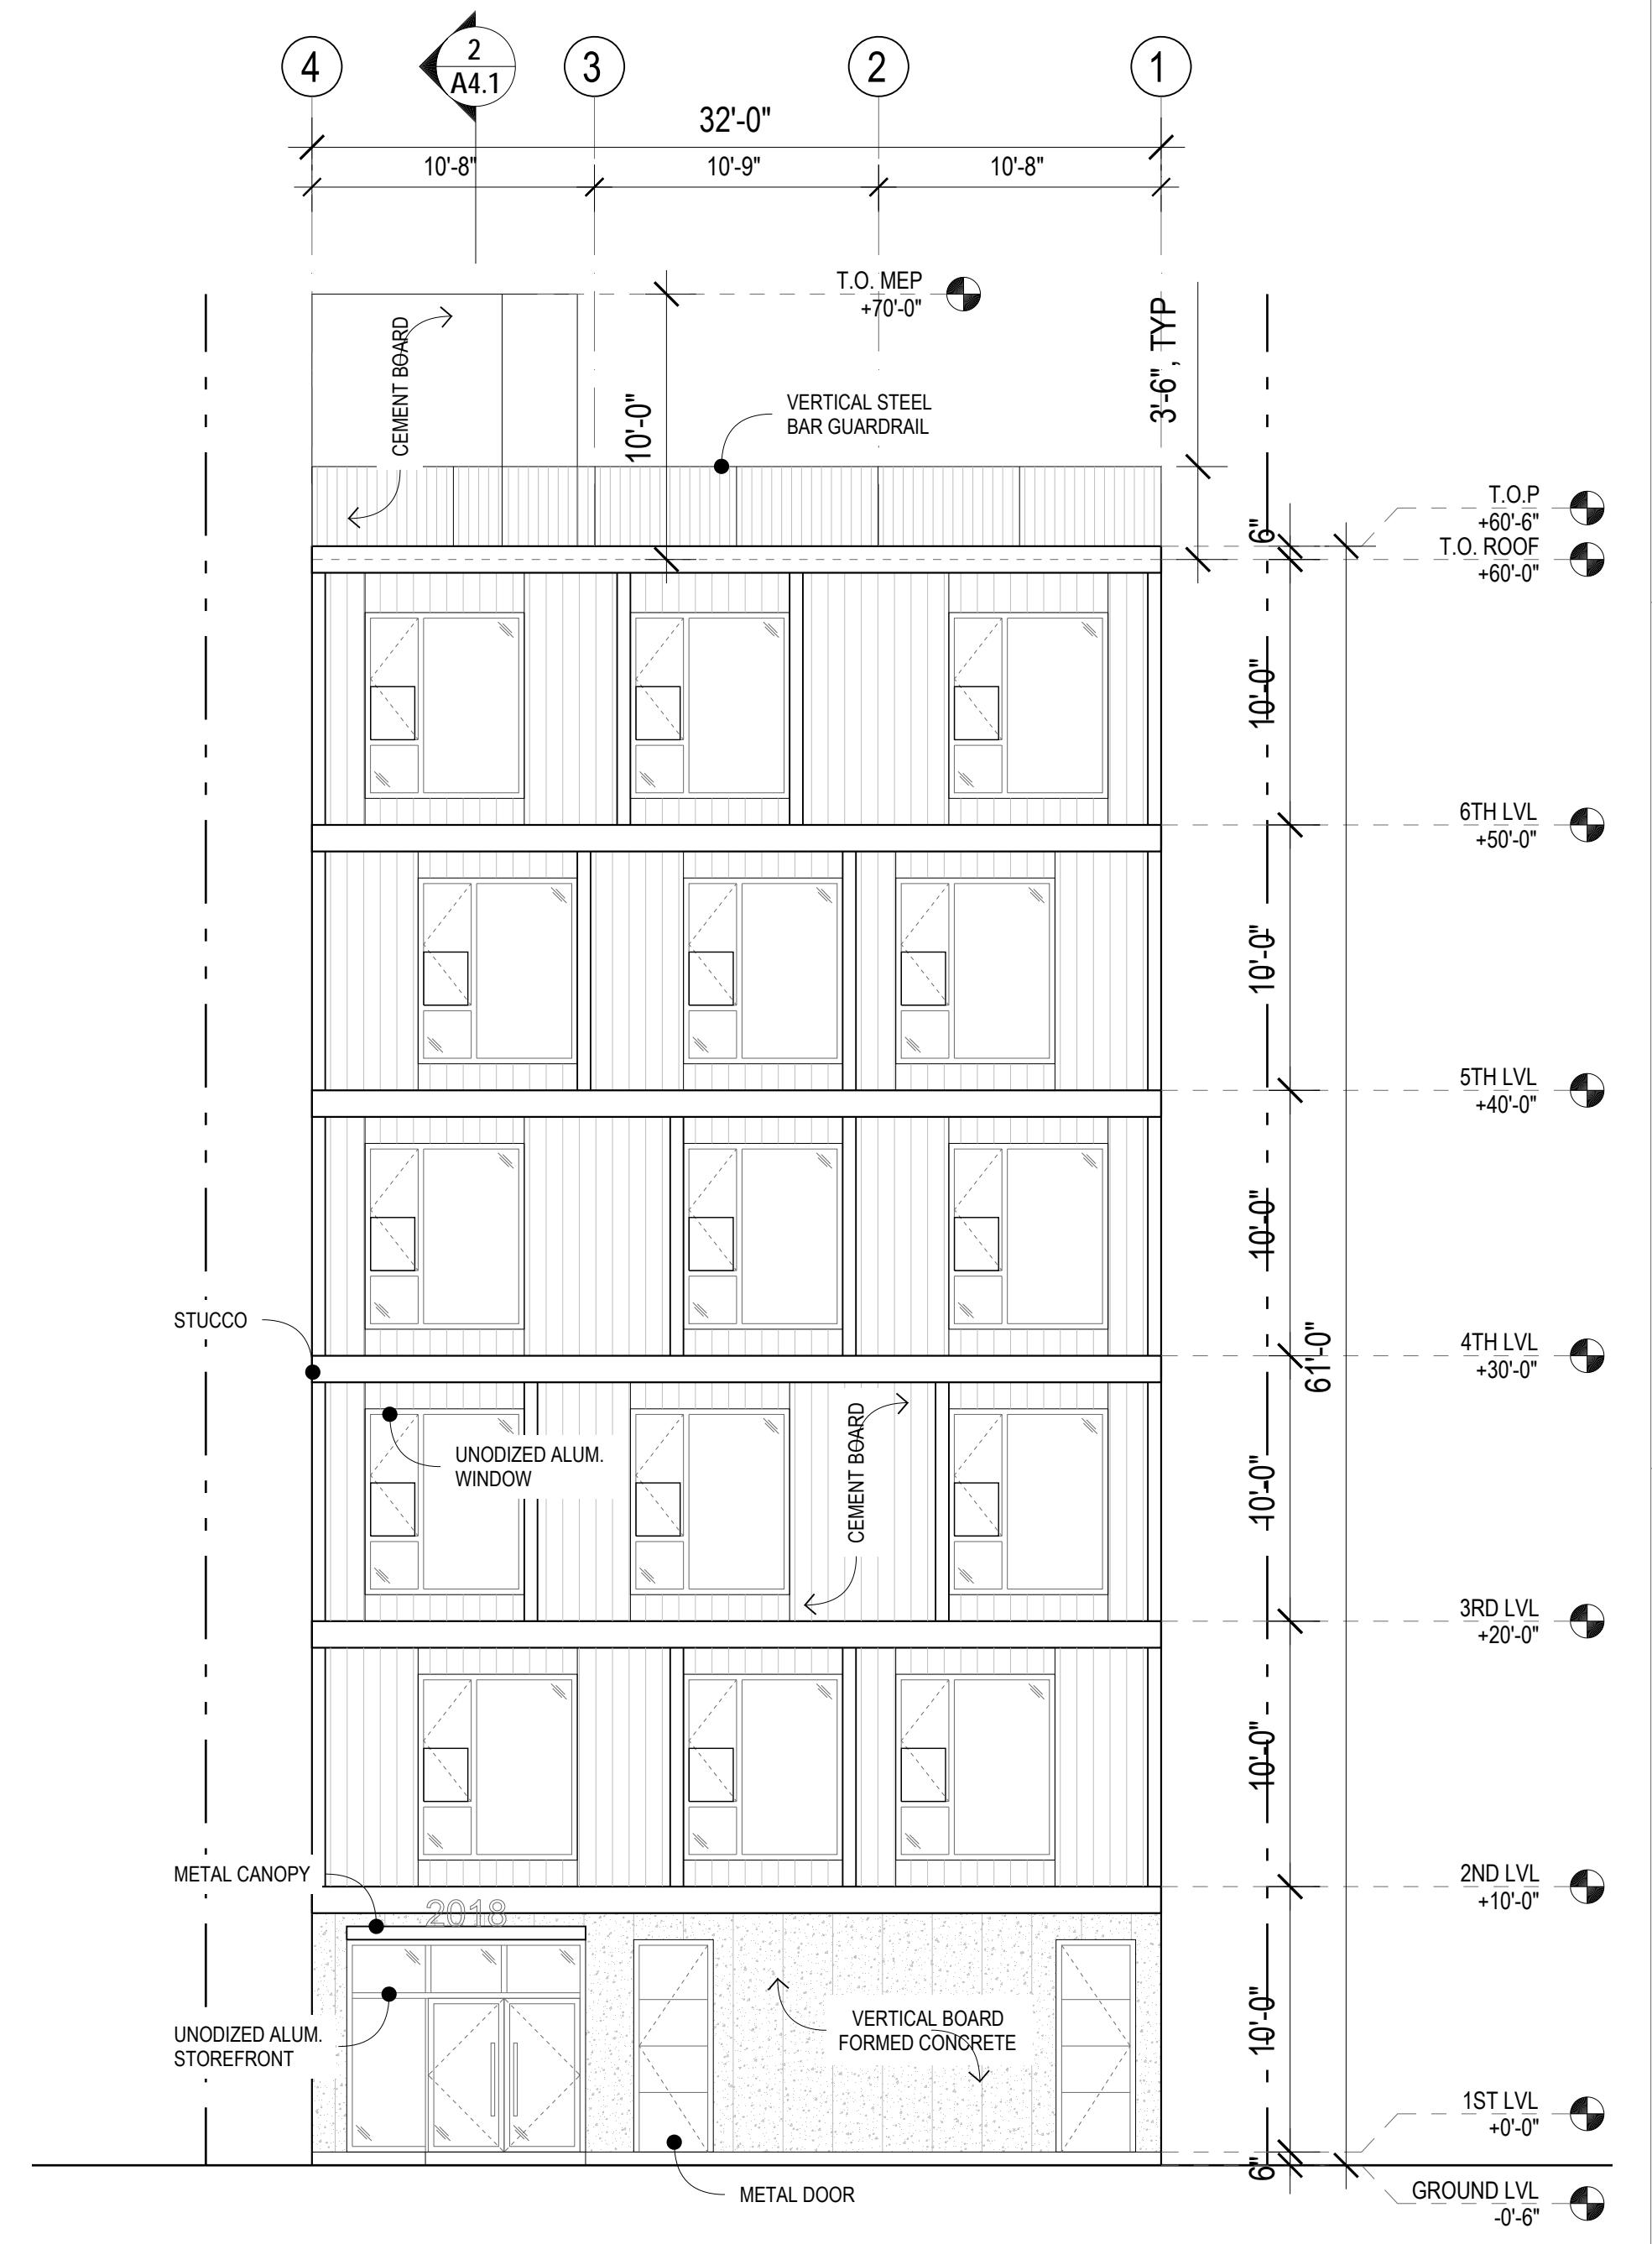 4
2
A4.1
3
2
1
32'-0"
10'-8"
10'-9"
10'-8"
T.O. MEP
+70'-0"
CEMENT BOARD
10'-0"
VERTICAL STEEL
BAR GUARDRAIL
3'-6", TYP
T.O.P
+60'-6"
6"
T.O. ROOF
+60'-0"
10'-0"
6TH LVL
+50'-0"
10'-0"
5TH LVL
+40'-0"
10'-0"
STUCCO
61'-0"
4TH LVL
+30'-0"
UNODIZED ALUM.
WINDOW
CEMENT BOARD
10'-0"
3RD LVL
+20'-0"
10'-0"
METAL CANOPY
2018
2ND LVL
+10'-0"
UNODIZED ALUM.
STOREFRONT
VERTICAL BOARD
FORMED CONCRETE
10'-0"
1ST LVL
+0'-0"
6"
METAL DOOR
GROUND LVL
-0'-6"